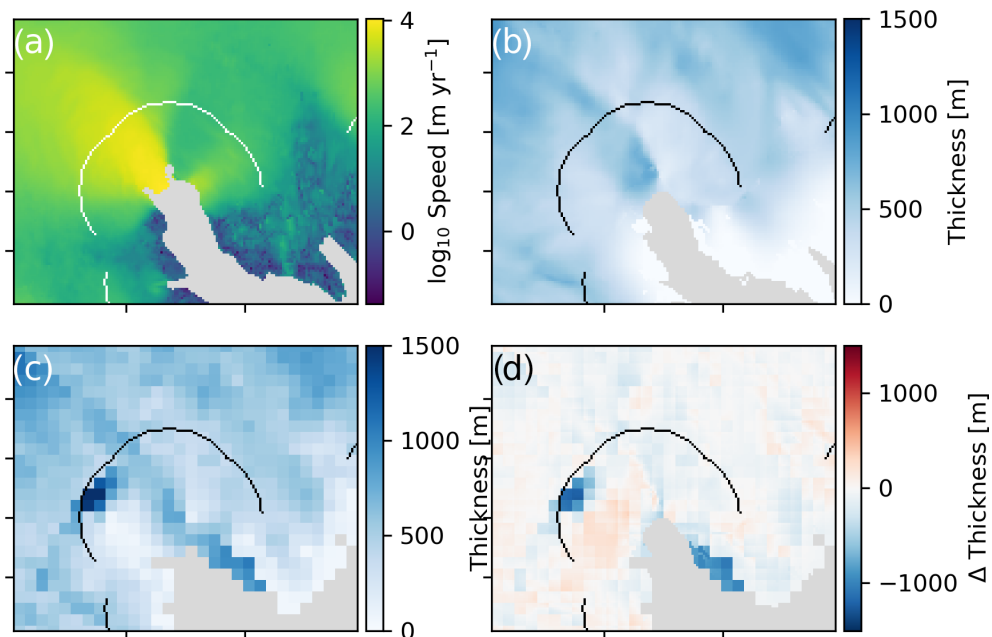 (a)
4
2
0
log₁₀ Speed [m yr⁻¹]
(b)
1500
1000
500
0
Thickness [m]
(c)
1500
1000
500
0
Thickness [m]
(d)
1000
0
−1000
Δ Thickness [m]